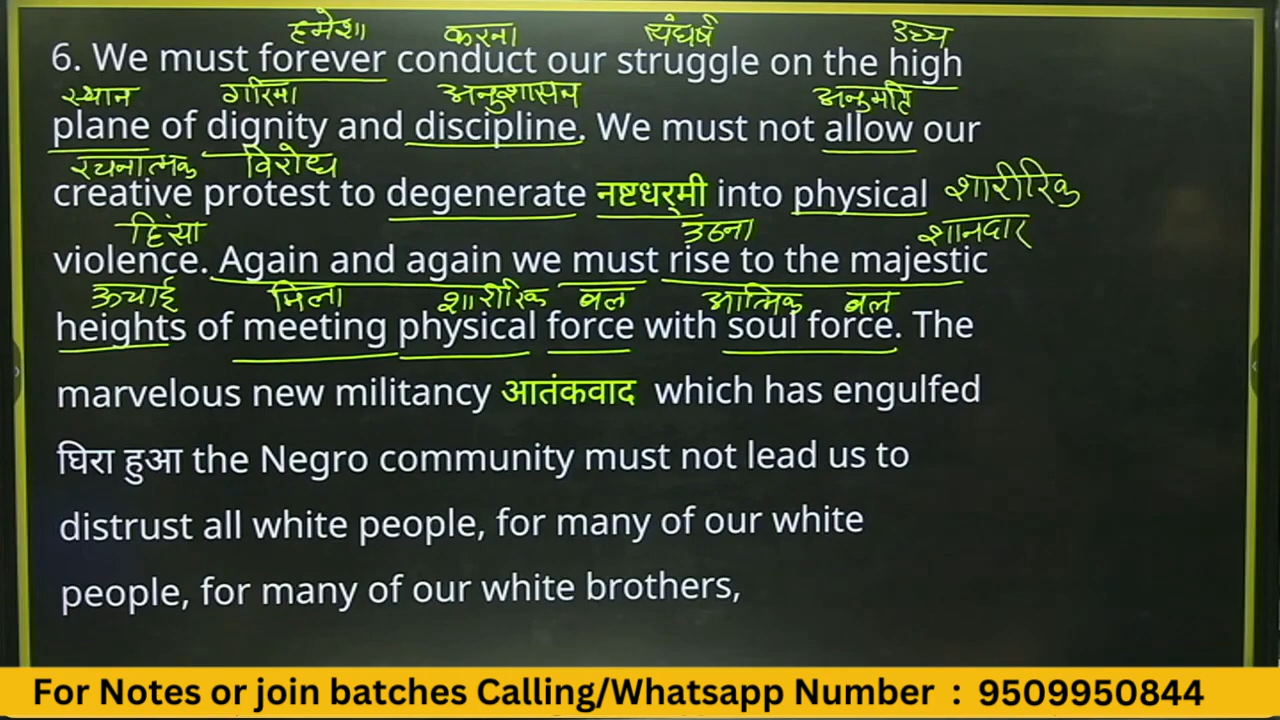 हमेशा करना संघर्ष उच्च
6. We must forever conduct our struggle on the high
स्थान गरिमा अनुशासन अनुमति
plane of dignity and discipline. We must not allow our
रचनात्मक विरोध
creative protest to degenerate नष्टधर्मी into physical शारीरिक
हिंसा उठना शानदार
violence. Again and again we must rise to the majestic
ऊचाई मिला शारीरिक बल आत्मिक बल
heights of meeting physical force with soul force. The
marvelous new militancy आतंकवाद which has engulfed
घिरा हुआ the Negro community must not lead us to
distrust all white people, for many of our white
people, for many of our white brothers,
For Notes or join batches Calling/Whatsapp Number : 9509950844